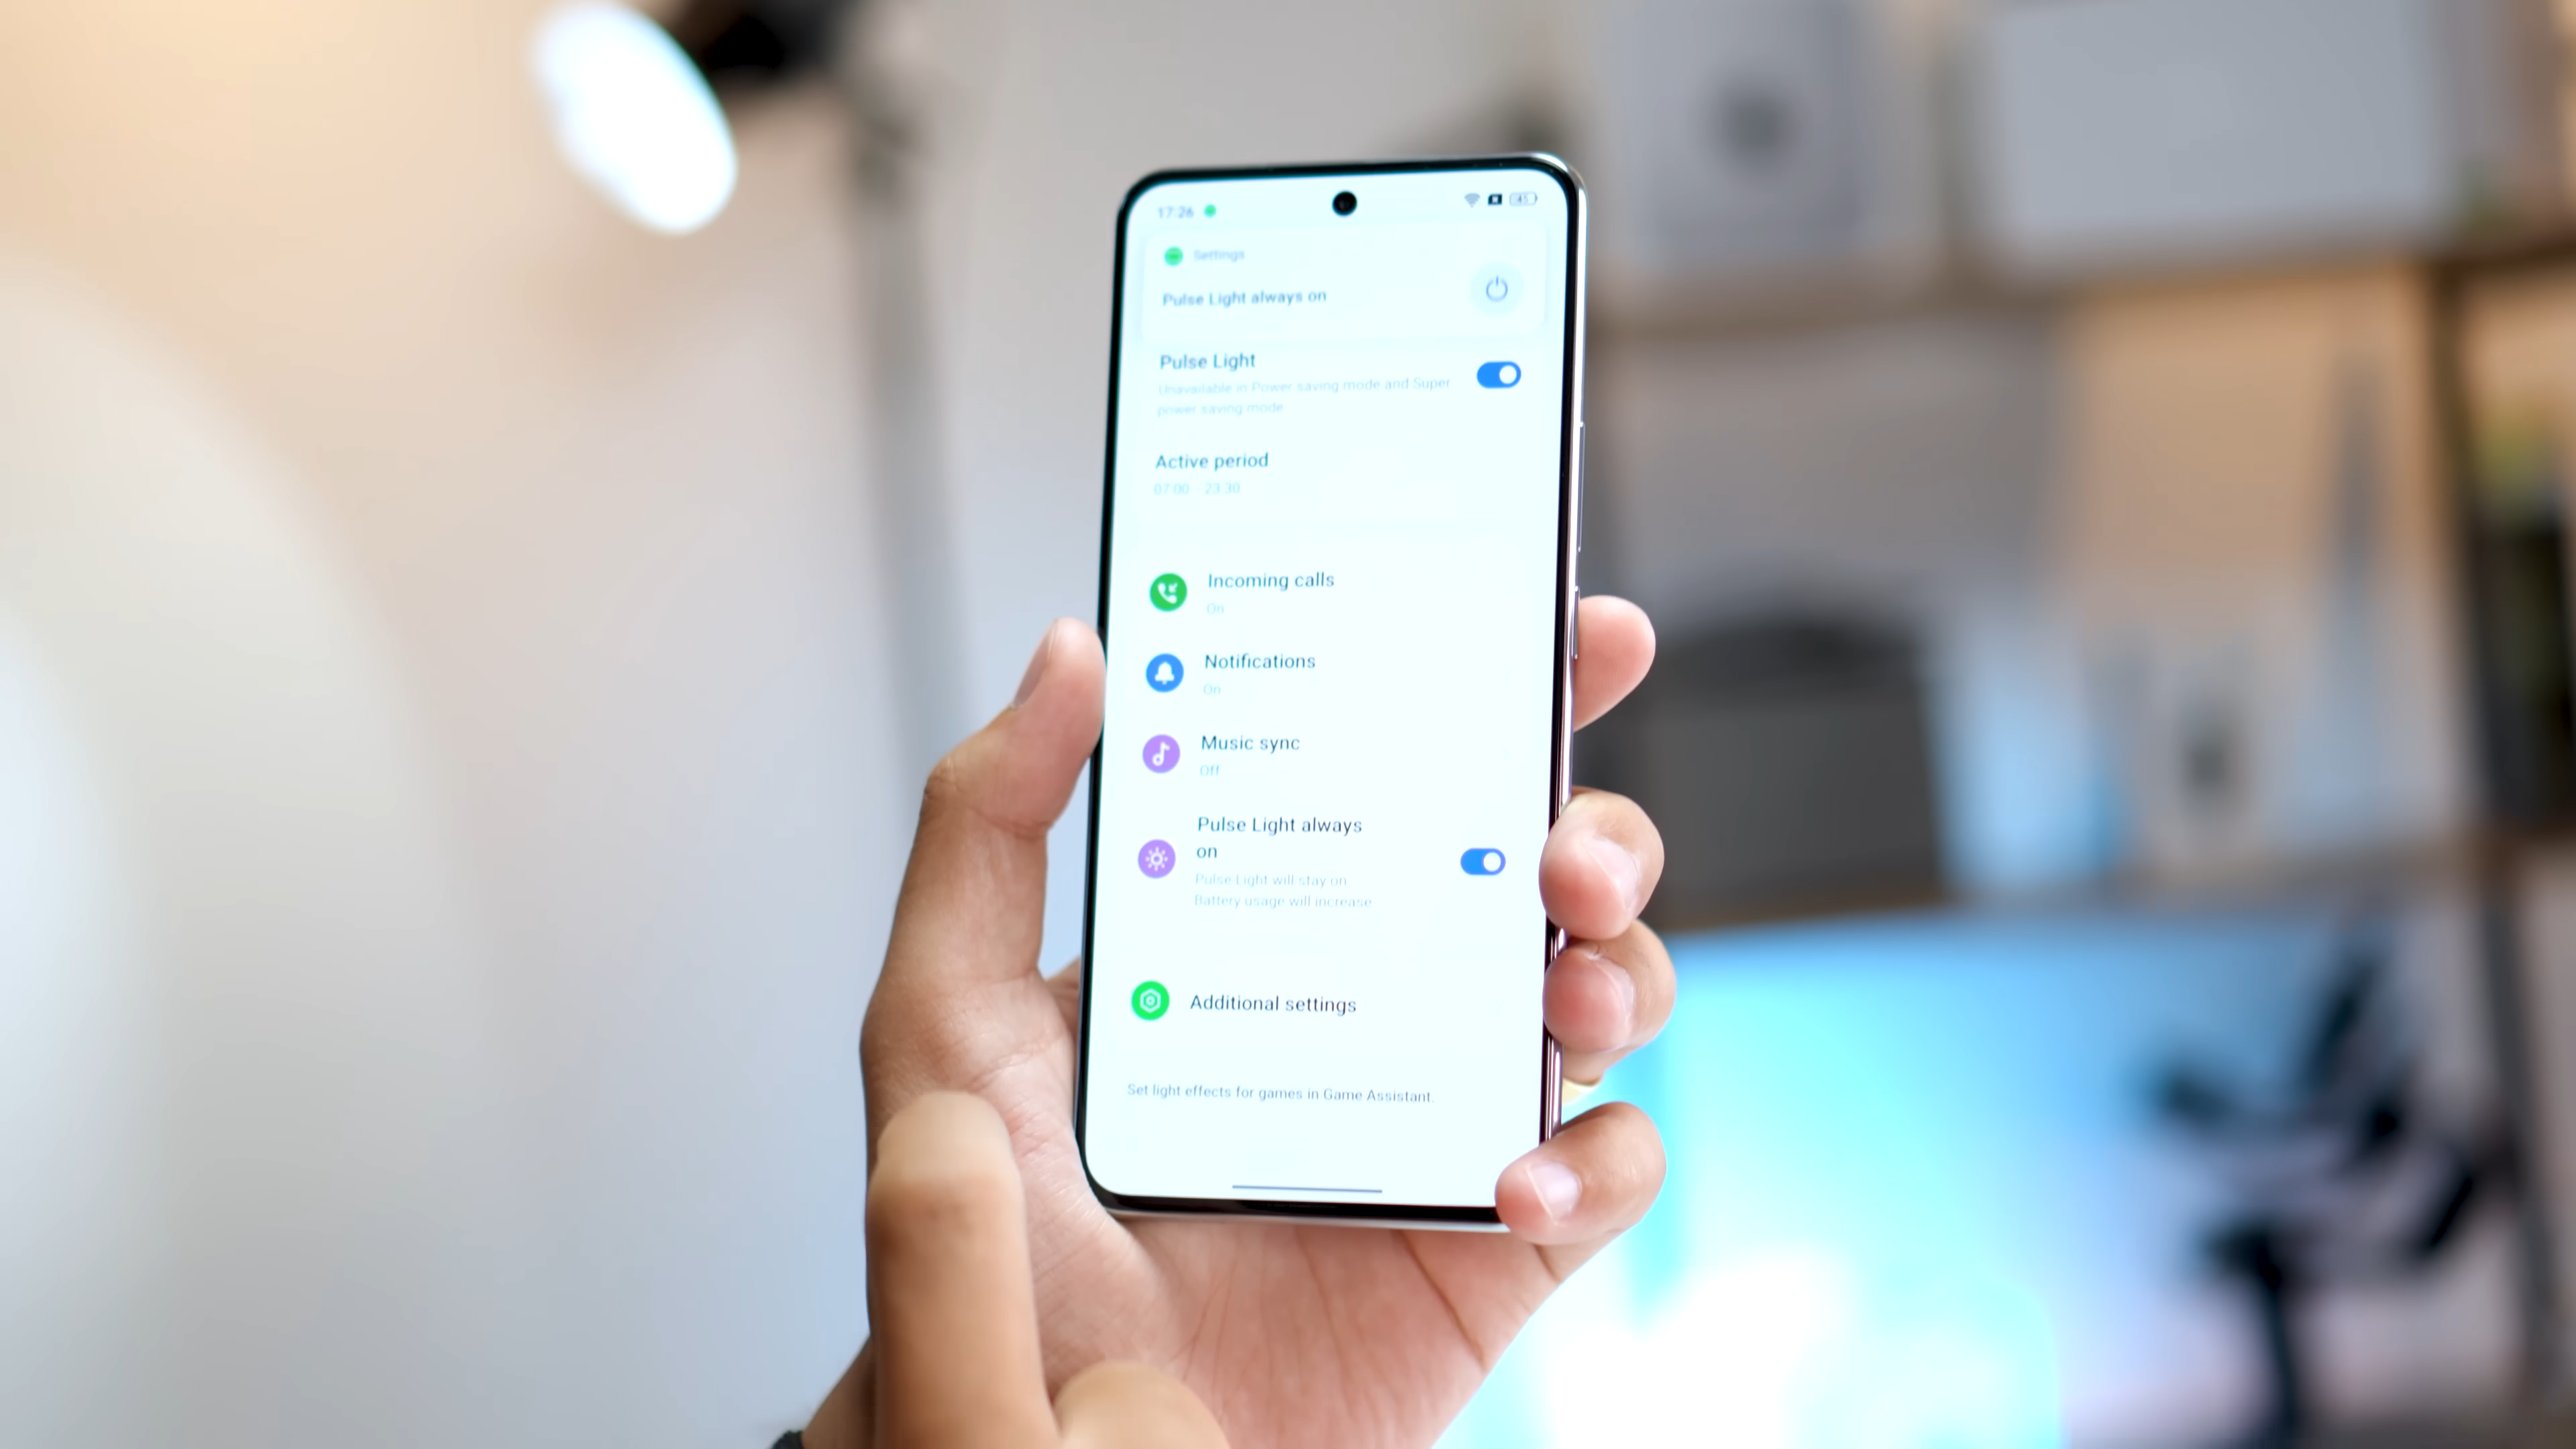 17:26
45
Settings
Pulse Light always on
Pulse Light
Unavailable in Power saving mode and Super
power saving mode
Active period
07:00 - 23:30
Incoming calls
On
Notifications
On
Music sync
Off
Pulse Light always
on
Pulse Light will stay on
Battery usage will increase
Additional settings
Set light effects for games in Game Assistant.